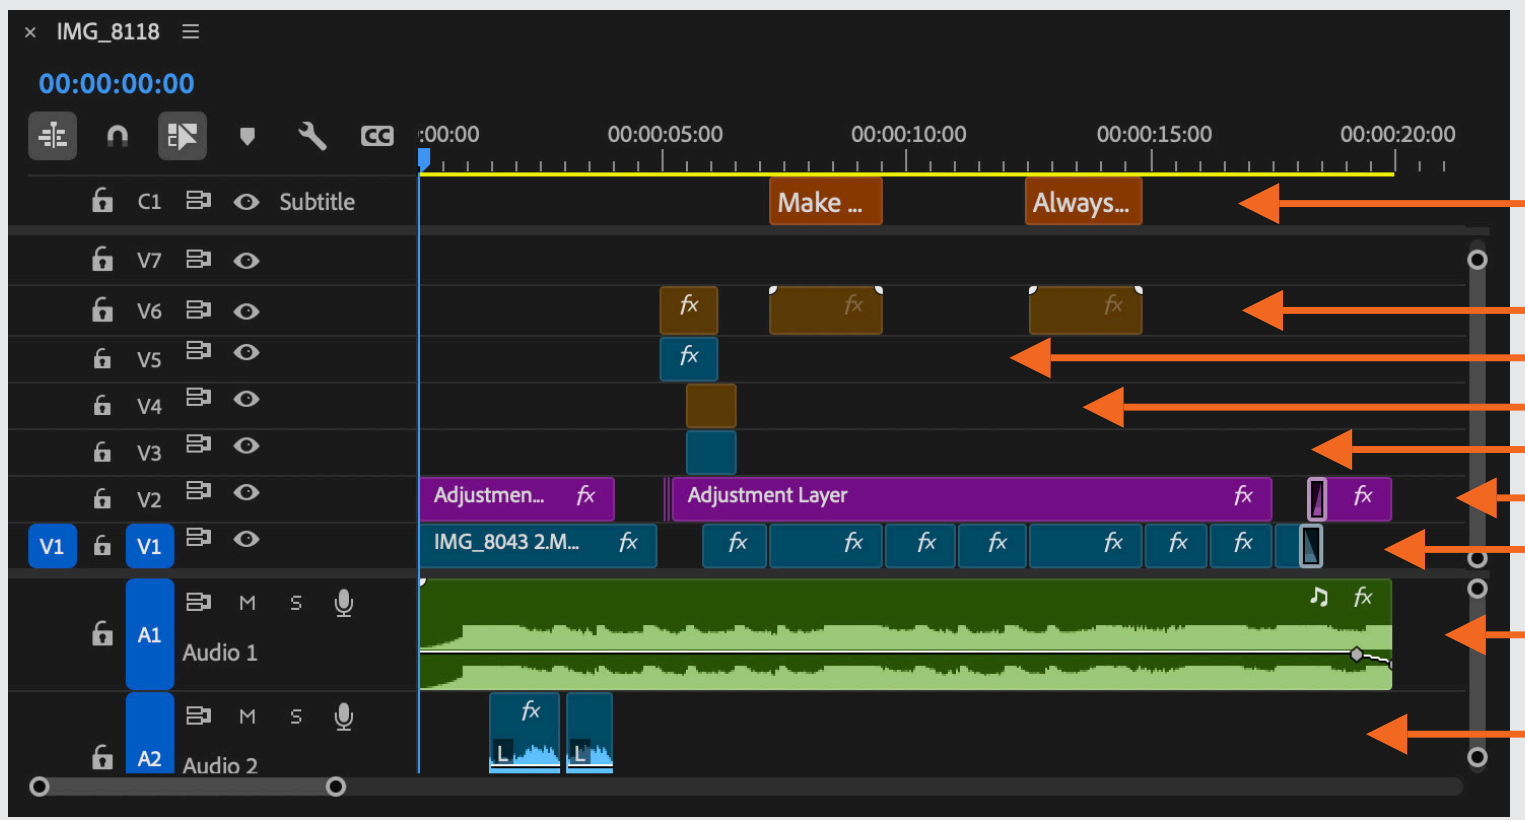 × IMG_8118
00:00:00:00
CC :00:00 00:00:05:00 00:00:10:00 00:00:15:00 00:00:20:00
C1 Subtitle Make ... Always...
V7
V6 fx fx fx
V5 fx
V4
V3
V2 Adjustmen... fx Adjustment Layer fx fx
V1 V1 IMG_8043 2.M... fx fx fx fx fx fx fx fx
M S fx
A1
Audio 1
M S fx
L L
A2 Audio 2